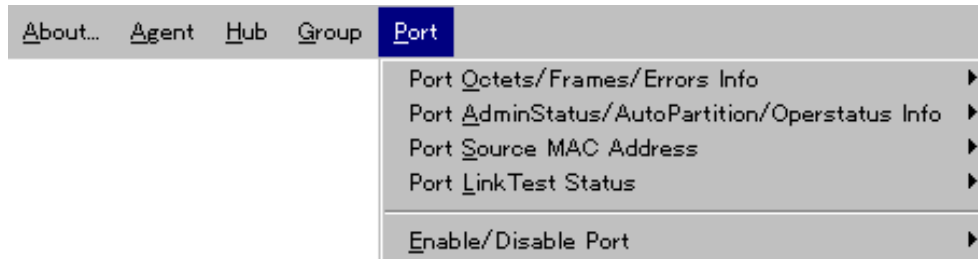 About... Agent Hub Group Port
Port Octets/Frames/Errors Info
Port AdminStatus/AutoPartition/Operstatus Info
Port Source MAC Address
Port LinkTest Status
Enable/Disable Port